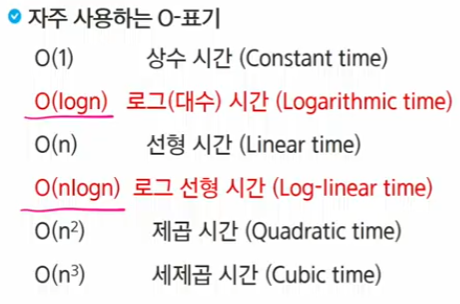 자주 사용하는 O-표기
O(1) 상수 시간 (Constant time)
O(logn) 로그(대수) 시간 (Logarithmic time)
O(n) 선형 시간 (Linear time)
O(nlogn) 로그 선형 시간 (Log-linear time)
O(n²) 제곱 시간 (Quadratic time)
O(n³) 세제곱 시간 (Cubic time)